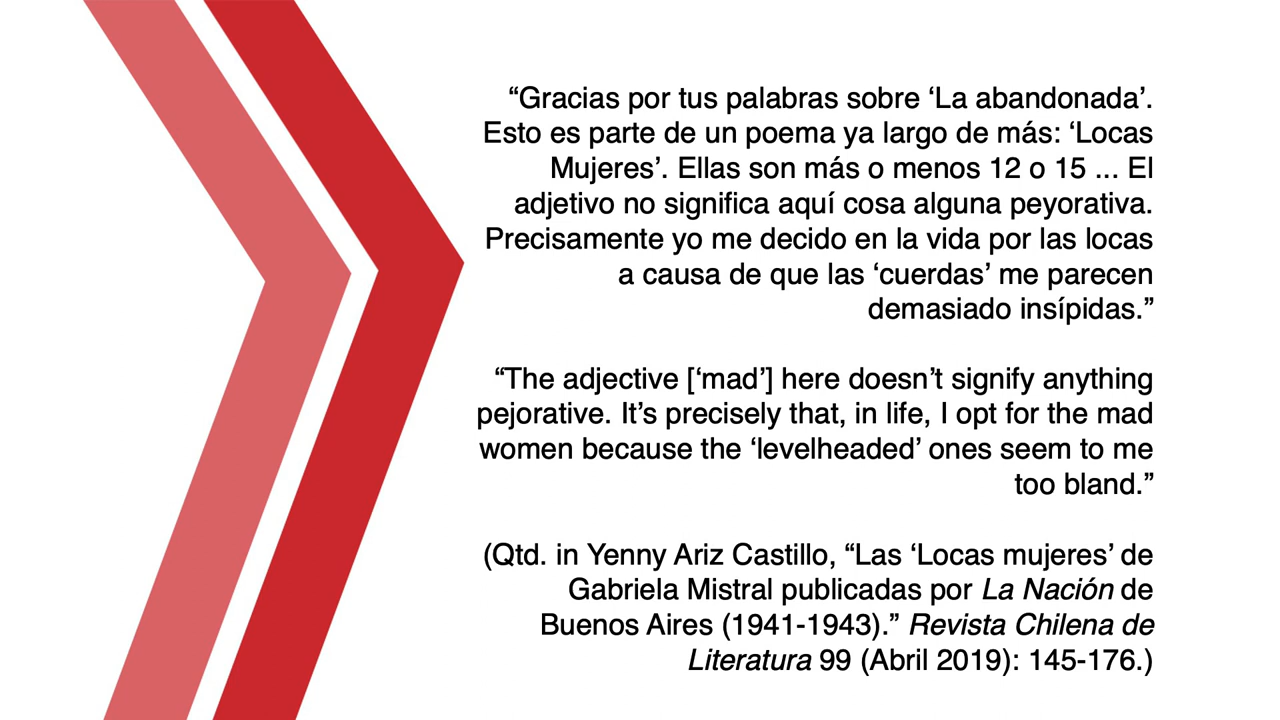 “Gracias por tus palabras sobre ‘La abandonada’.
Esto es parte de un poema ya largo de más: ‘Locas
Mujeres’. Ellas son más o menos 12 o 15 ... El
adjetivo no significa aquí cosa alguna peyorativa.
Precisamente yo me decido en la vida por las locas
a causa de que las ‘cuerdas’ me parecen
demasiado insípidas.”
“The adjective [‘mad’] here doesn’t signify anything
pejorative. It’s precisely that, in life, I opt for the mad
women because the ‘levelheaded’ ones seem to me
too bland.”
(Qtd. in Yenny Ariz Castillo, “Las ‘Locas mujeres’ de
Gabriela Mistral publicadas por La Nación de
Buenos Aires (1941-1943).” Revista Chilena de
Literatura 99 (Abril 2019): 145-176.)